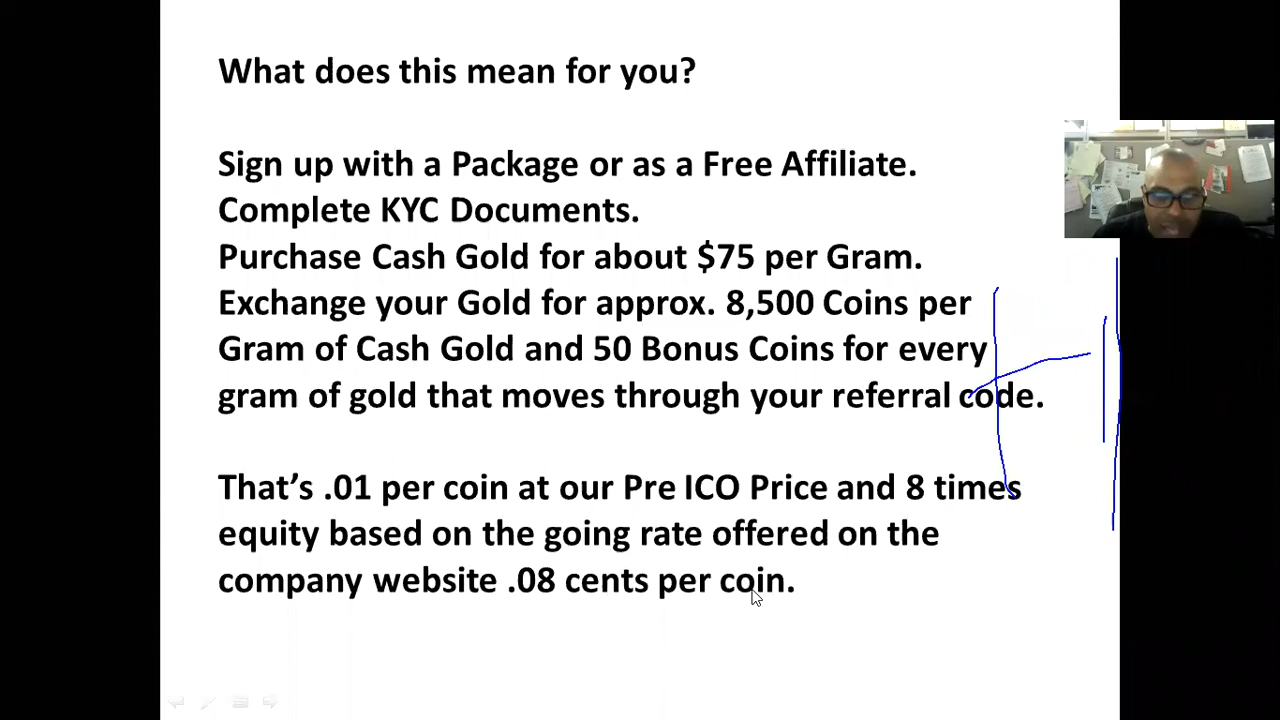 What does this mean for you?
Sign up with a Package or as a Free Affiliate.
Complete KYC Documents.
Purchase Cash Gold for about $75 per Gram.
Exchange your Gold for approx. 8,500 Coins per
Gram of Cash Gold and 50 Bonus Coins for every
gram of gold that moves through your referral code.
That’s .01 per coin at our Pre ICO Price and 8 times
equity based on the going rate offered on the
company website .08 cents per coin.